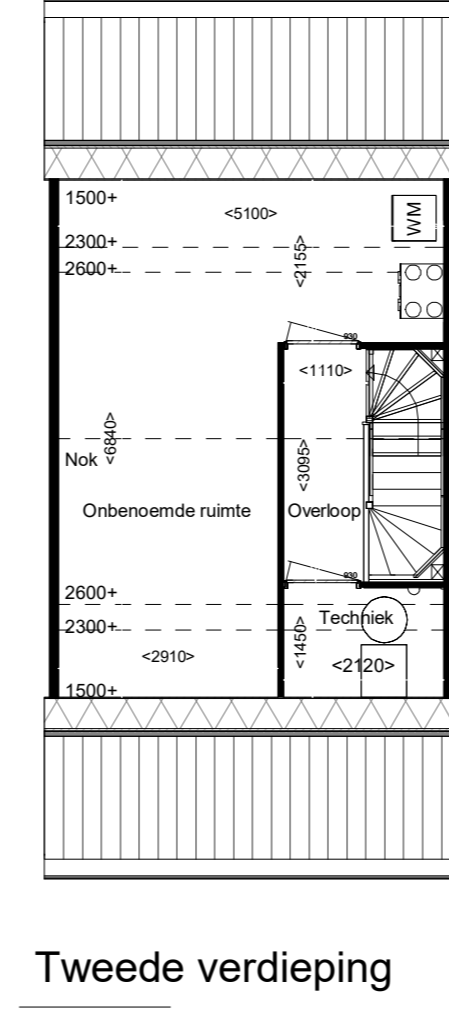 1500+
<5100>
WM
2300+
<2155>
2600+
930
<1110>
<6840>
Nok
<3095>
Onbenoemde ruimte
Overloop
930
2600+
Techniek
2300+
<1450>
<2910>
<2120>
1500+
Tweede verdieping